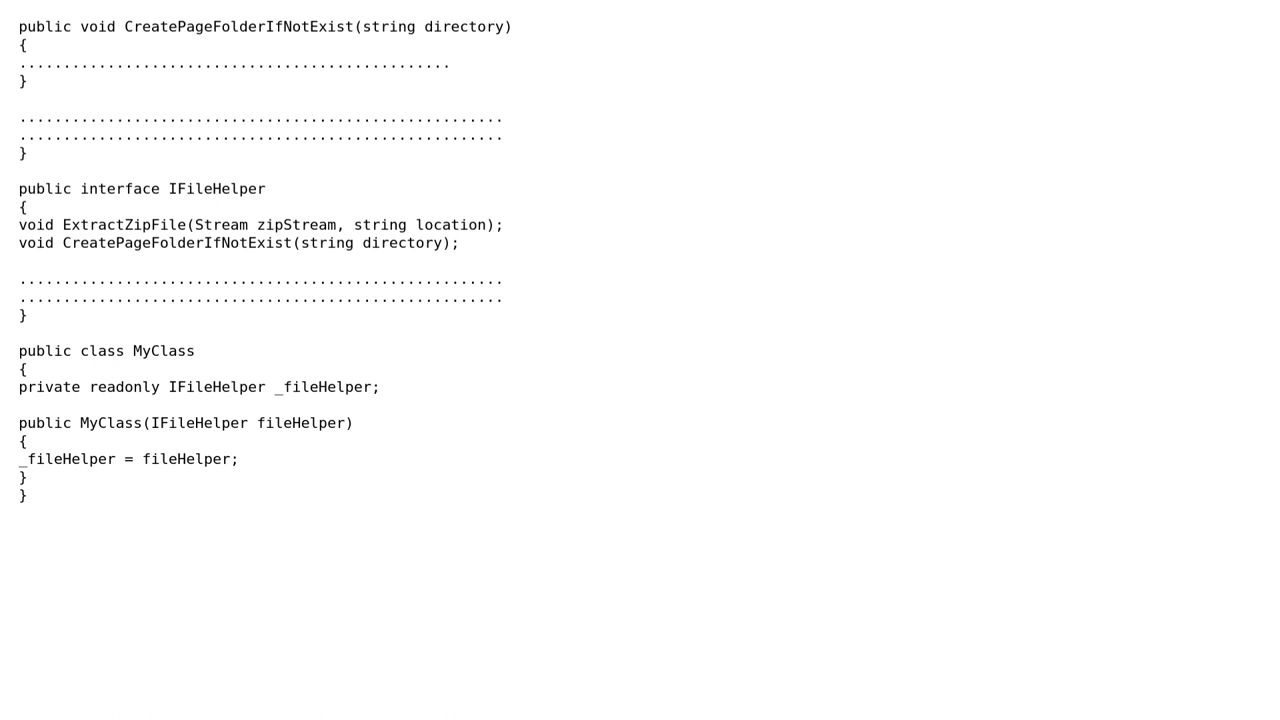 public void CreatePageFolderIfNotExist(string directory)
{
.................................................
}
.......................................................
.......................................................
}
public interface IFileHelper
{
void ExtractZipFile(Stream zipStream, string location);
void CreatePageFolderIfNotExist(string directory);
.......................................................
.......................................................
}
public class MyClass
{
private readonly IFileHelper _fileHelper;
public MyClass(IFileHelper fileHelper)
{
_fileHelper = fileHelper;
}
}